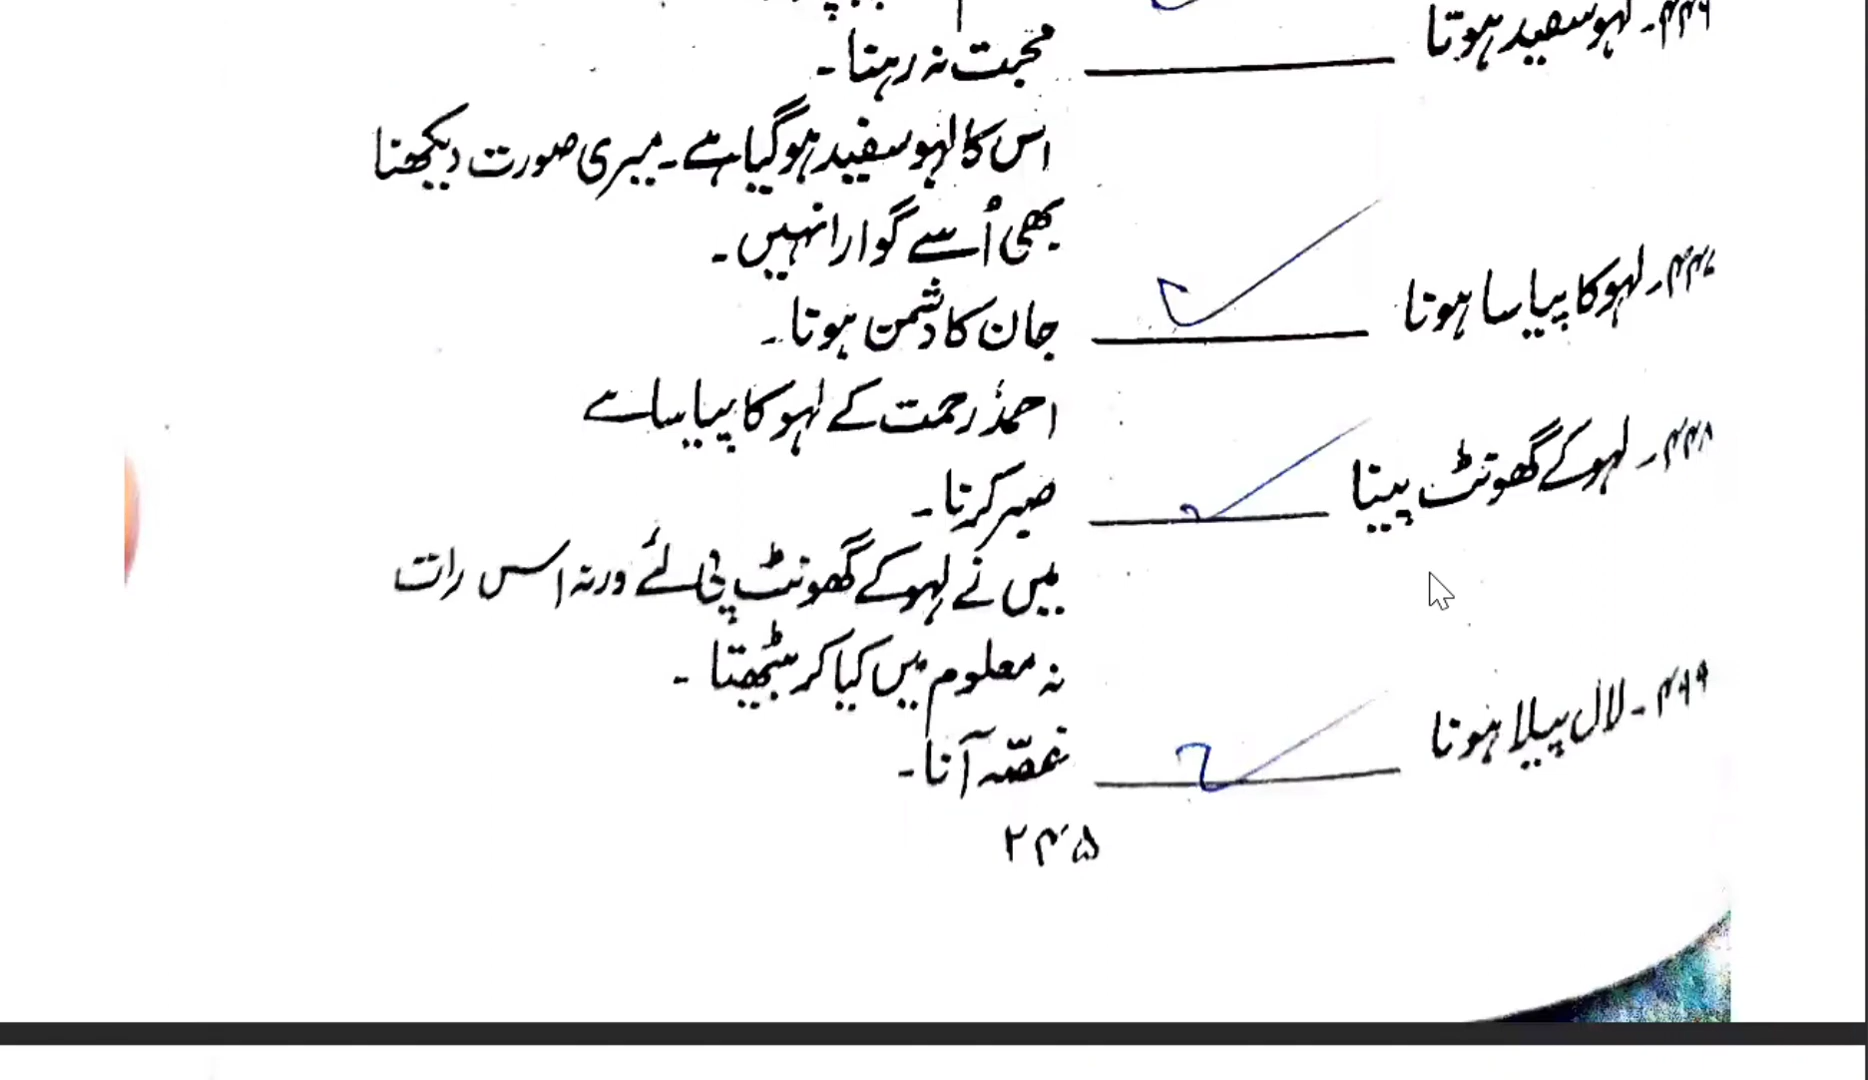 ۴۴۶۔ لہو سفید ہوتا
محبت نہ رہنا۔
اس کا لہو سفید ہو گیا ہے۔ میری صورت دیکھنا
بھی اُسے گوارا نہیں۔
۴۴۷۔ لہو کا پیاسا ہوتا
جان کا دشمن ہوتا۔
احمد رحمت کے لہو کا پیاسا ہے
۴۴۸۔ لہو کے گھونٹ پینا
صبر کرنا۔
میں نے لہو کے گھونٹ پی لئے ورنہ اس رات
نہ معلوم میں کیا کر بیٹھتا۔
۴۴۹۔ لال پیلا ہونا
غصّہ آنا۔
۲۴۵